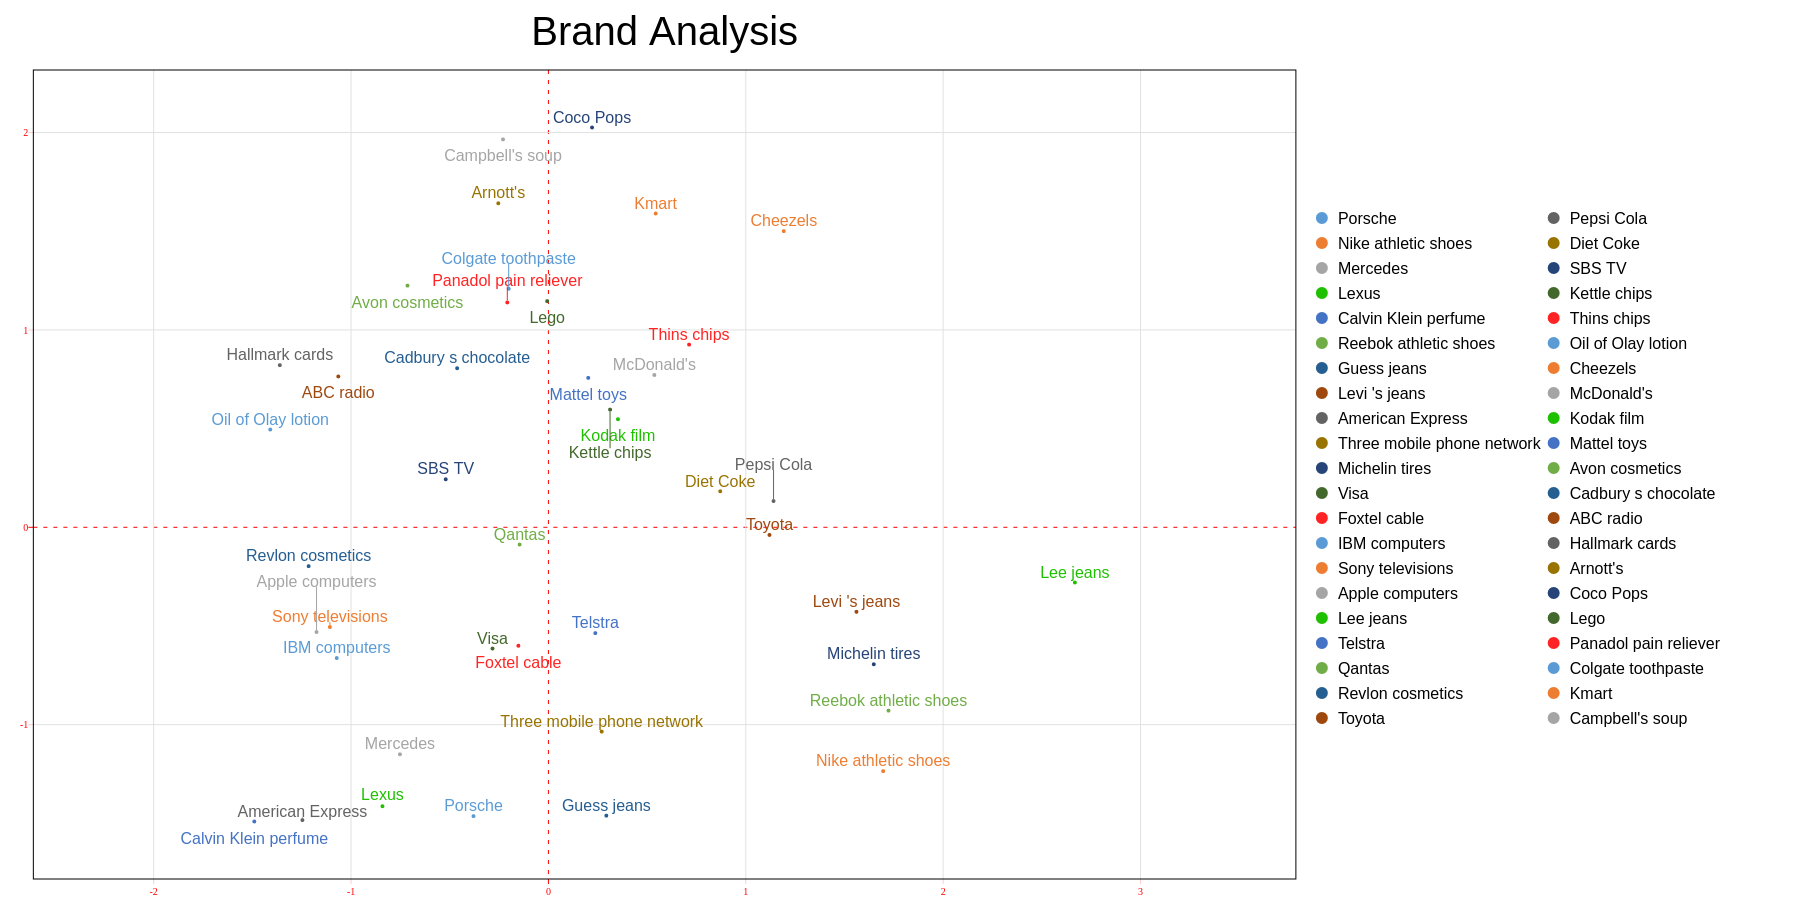 Brand Analysis
Coco Pops
2
Campbell's soup
Arnott's
Kmart
Cheezels
Colgate toothpaste
Panadol pain reliever
Avon cosmetics
Lego
1
Thins chips
Hallmark cards
Cadbury s chocolate
McDonald's
ABC radio
Mattel toys
Oil of Olay lotion
Kodak film
Kettle chips
SBS TV
Pepsi Cola
Diet Coke
Toyota
0
Qantas
Revlon cosmetics
Apple computers
Lee jeans
Levi 's jeans
Sony televisions
Telstra
Visa
IBM computers
Michelin tires
Foxtel cable
Reebok athletic shoes
Three mobile phone network
-1
Mercedes
Nike athletic shoes
Lexus
American Express
Porsche
Guess jeans
Calvin Klein perfume
-2
-1
0
1
2
3
Porsche
Nike athletic shoes
Mercedes
Lexus
Calvin Klein perfume
Reebok athletic shoes
Guess jeans
Levi 's jeans
American Express
Three mobile phone network
Michelin tires
Visa
Foxtel cable
IBM computers
Sony televisions
Apple computers
Lee jeans
Telstra
Qantas
Revlon cosmetics
Toyota
Pepsi Cola
Diet Coke
SBS TV
Kettle chips
Thins chips
Oil of Olay lotion
Cheezels
McDonald's
Kodak film
Mattel toys
Avon cosmetics
Cadbury s chocolate
ABC radio
Hallmark cards
Arnott's
Coco Pops
Lego
Panadol pain reliever
Colgate toothpaste
Kmart
Campbell's soup